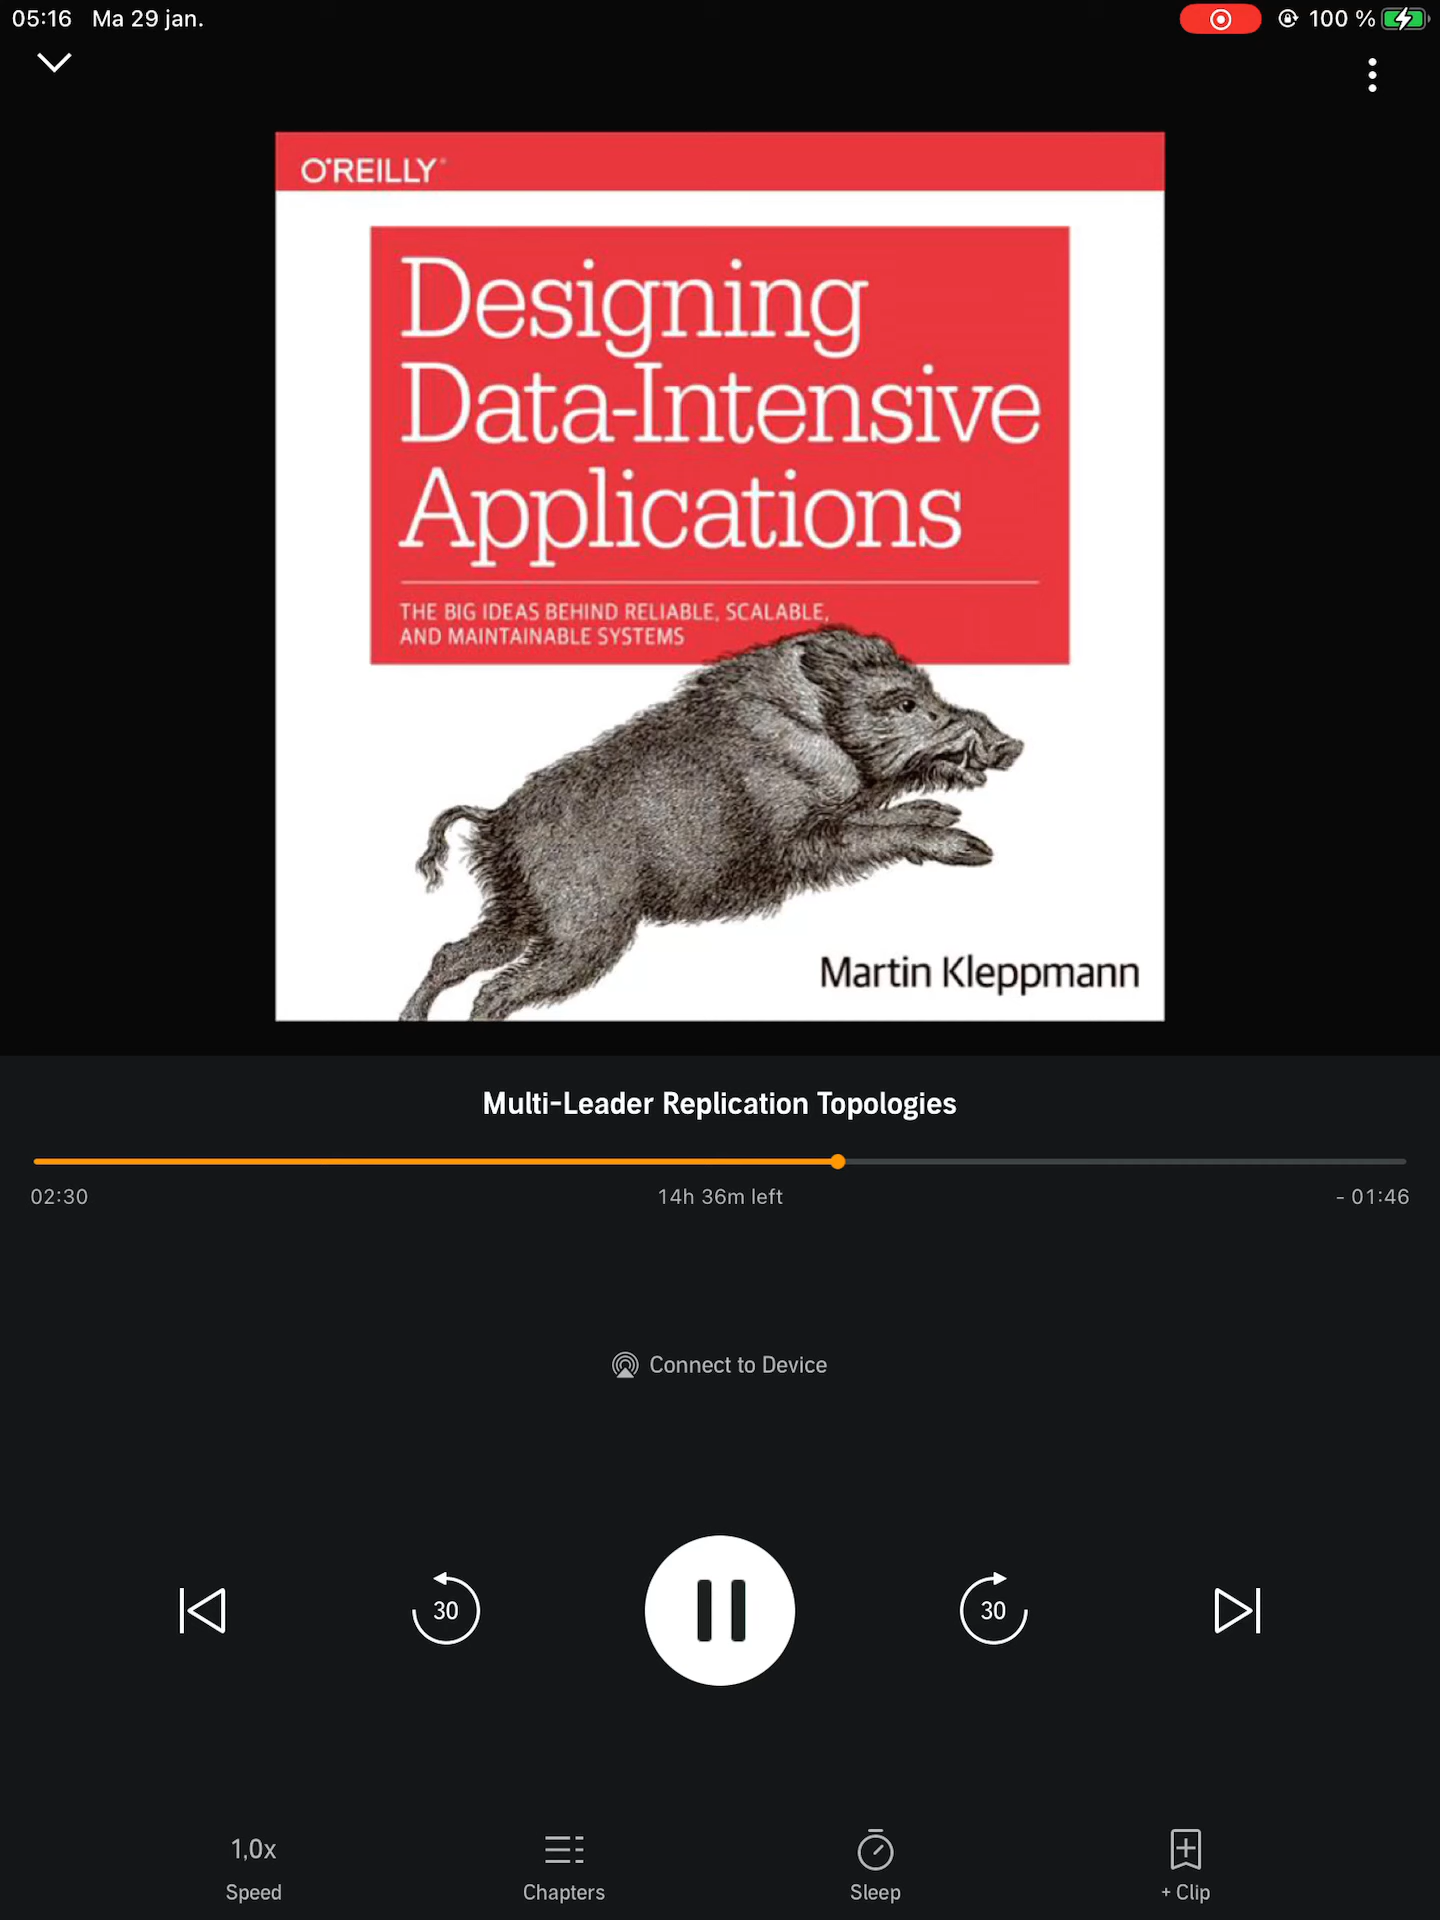 05:16 Ma 29 jan. 100 %
O'REILLY
Designing
Data-Intensive
Applications
THE BIG IDEAS BEHIND RELIABLE, SCALABLE,
AND MAINTAINABLE SYSTEMS
Martin Kleppmann
Multi-Leader Replication Topologies
02:30 14h 36m left - 01:46
Connect to Device
30 30
1,0x
Speed Chapters Sleep + Clip